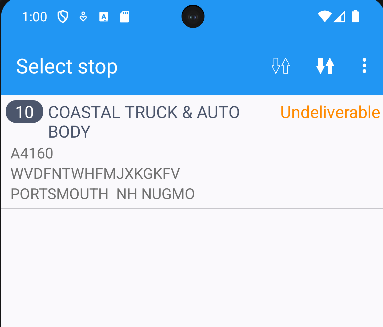 1:00
Select stop
10 COASTAL TRUCK & AUTO BODY Undeliverable
A4160
WVDFNTWHFMJXKGKFV
PORTSMOUTH NH NUGMO